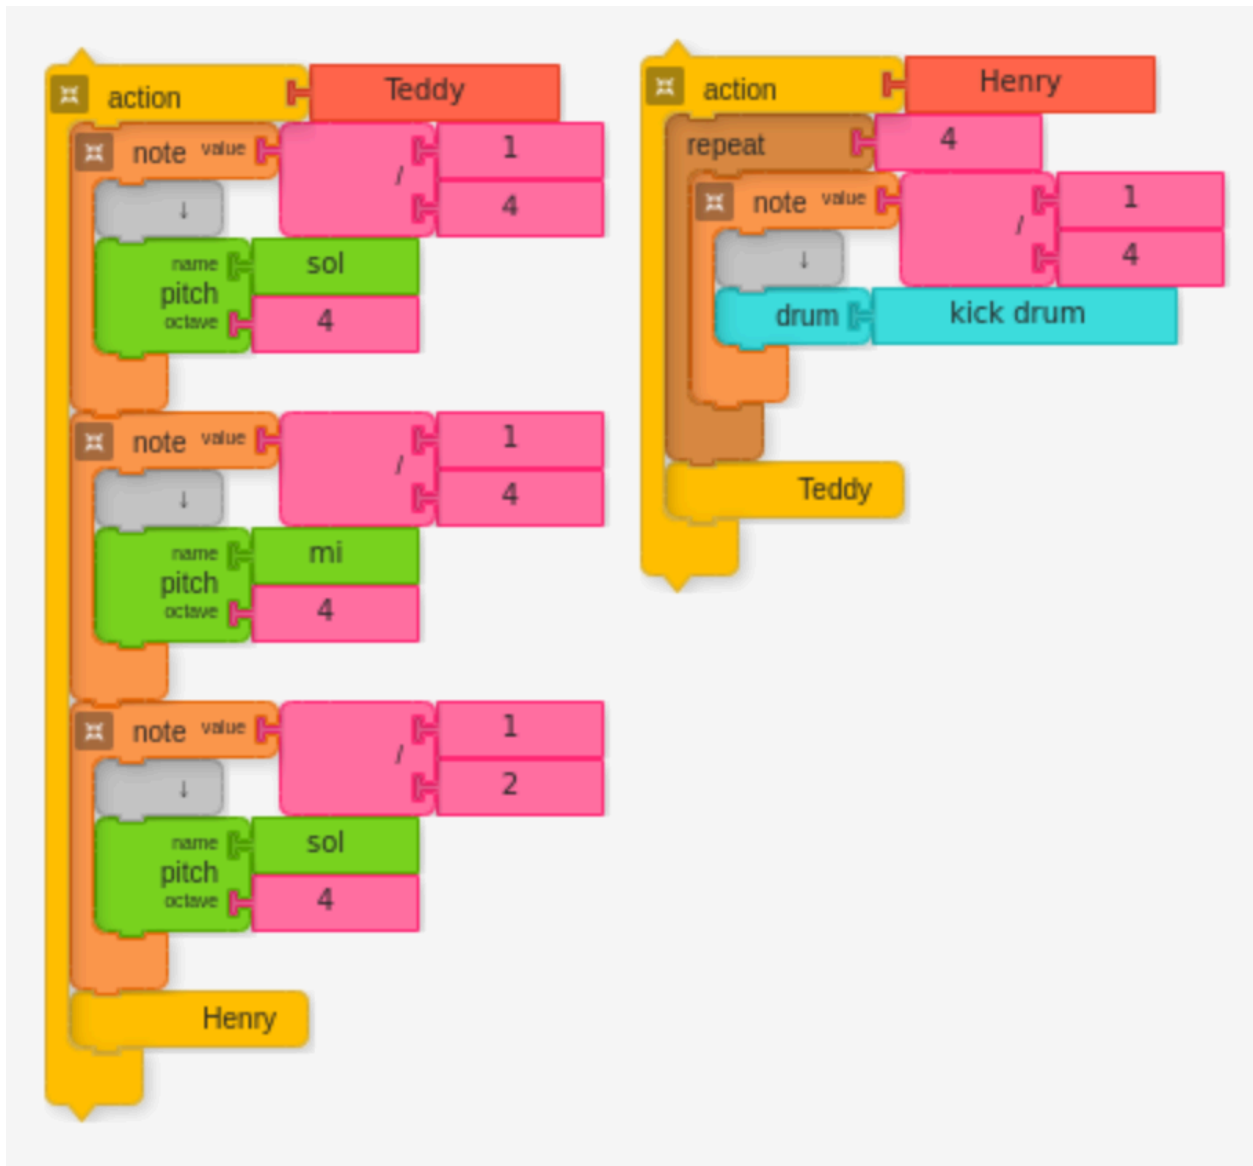 action Teddy
note value / 1
4
↓
name sol
pitch
octave 4
note value / 1
4
↓
name mi
pitch
octave 4
note value / 1
2
↓
name sol
pitch
octave 4
Henry
action Henry
repeat 4
note value / 1
4
↓
drum kick drum
Teddy